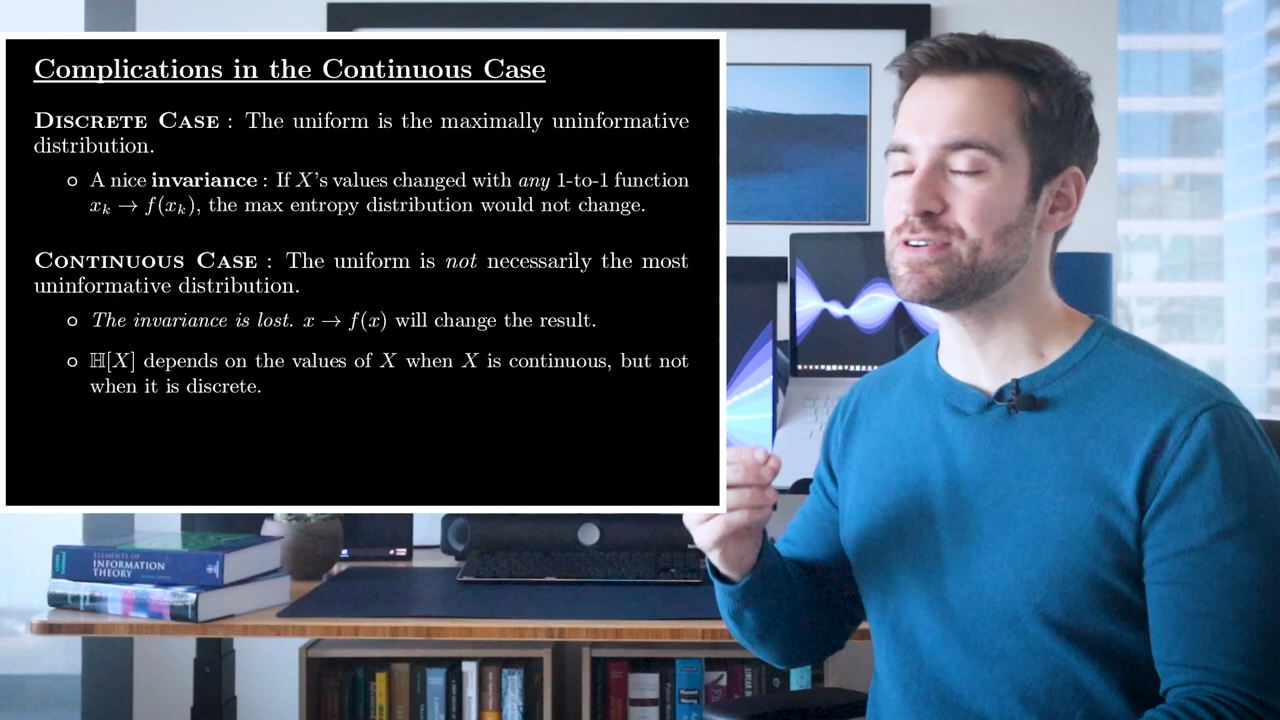 Complications in the Continuous Case
DISCRETE CASE : The uniform is the maximally uninformative
distribution.
∘ A nice invariance : If X's values changed with any 1-to-1 function
xₖ → f(xₖ), the max entropy distribution would not change.
CONTINUOUS CASE : The uniform is not necessarily the most
uninformative distribution.
∘ The invariance is lost. x → f(x) will change the result.
∘ ℍ[X] depends on the values of X when X is continuous, but not
when it is discrete.
ELEMENTS OF
INFORMATION
THEORY